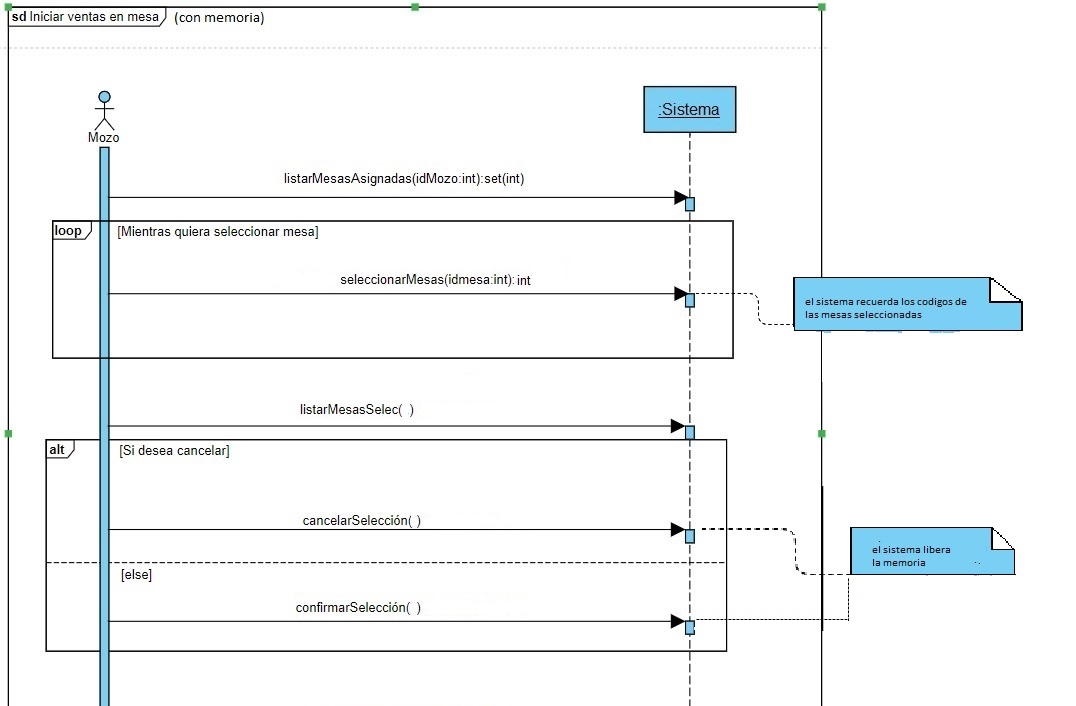 sd Iniciar ventas en mesa (con memoria)
:Sistema
Mozo
listarMesasAsignadas(idMozo:int):set(int)
loop [Mientras quiera seleccionar mesa]
seleccionarMesas(idmesa:int): int
el sistema recuerda los codigos de
las mesas seleccionadas
listarMesasSelec( )
alt [Si desea cancelar]
cancelarSelección( )
el sistema libera
la memoria
[else]
confirmarSelección( )